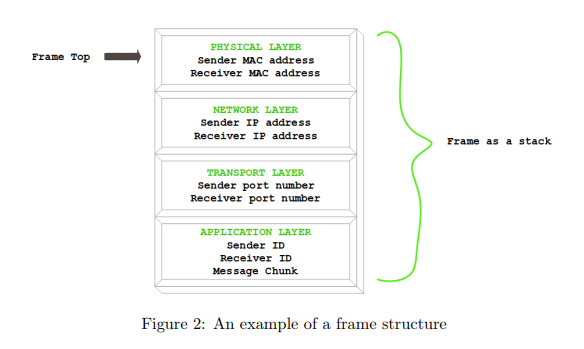 PHYSICAL LAYER
Frame Top
Sender MAC address
Receiver MAC address
NETWORK LAYER
Sender IP address
Receiver IP address
Frame as a stack
TRANSPORT LAYER
Sender port number
Receiver port number
APPLICATION LAYER
Sender ID
Receiver ID
Message Chunk
Figure 2: An example of a frame structure